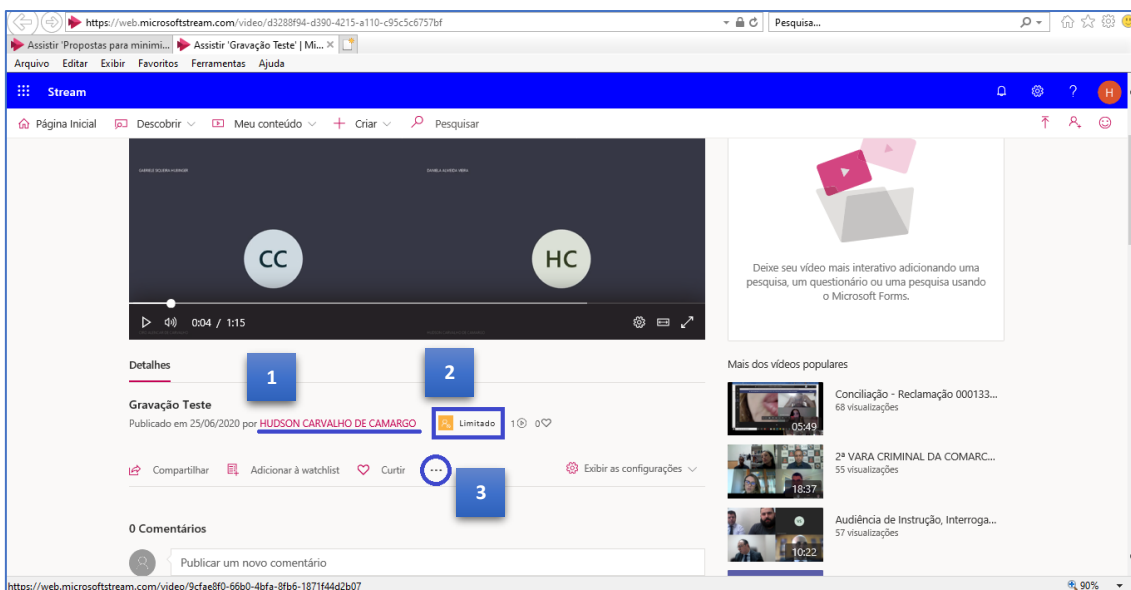 https://web.microsoftstream.com/video/d3288f94-d390-4215-a110-c95c5c6757bf
Pesquisa...
Assistir 'Propostas para minimi...
Assistir 'Gravação Teste' | Mi...
Arquivo Editar Exibir Favoritos Ferramentas Ajuda
Stream
?
H
Página Inicial Descobrir Meu conteúdo Criar Pesquisar
DANIELA ALMEIDA VIEIRA
CC
HC
Deixe seu vídeo mais interativo adicionando uma
pesquisa, um questionário ou uma pesquisa usando
o Microsoft Forms.
0:04 / 1:15
Detalhes
1
2
Gravação Teste
Publicado em 25/06/2020 por HUDSON CARVALHO DE CAMARGO
Limitado
1
0
Compartilhar Adicionar à watchlist Curtir ... Exibir as configurações
3
0 Comentários
Publicar um novo comentário
Mais dos vídeos populares
05:49
Conciliação - Reclamação 000133...
68 visualizações
18:37
2ª VARA CRIMINAL DA COMARC...
55 visualizações
10:22
Audiência de Instrução, Interroga...
57 visualizações
https://web.microsoftstream.com/video/9cfae8f0-66b0-4bfa-8fb6-1871f44d2b07
90%